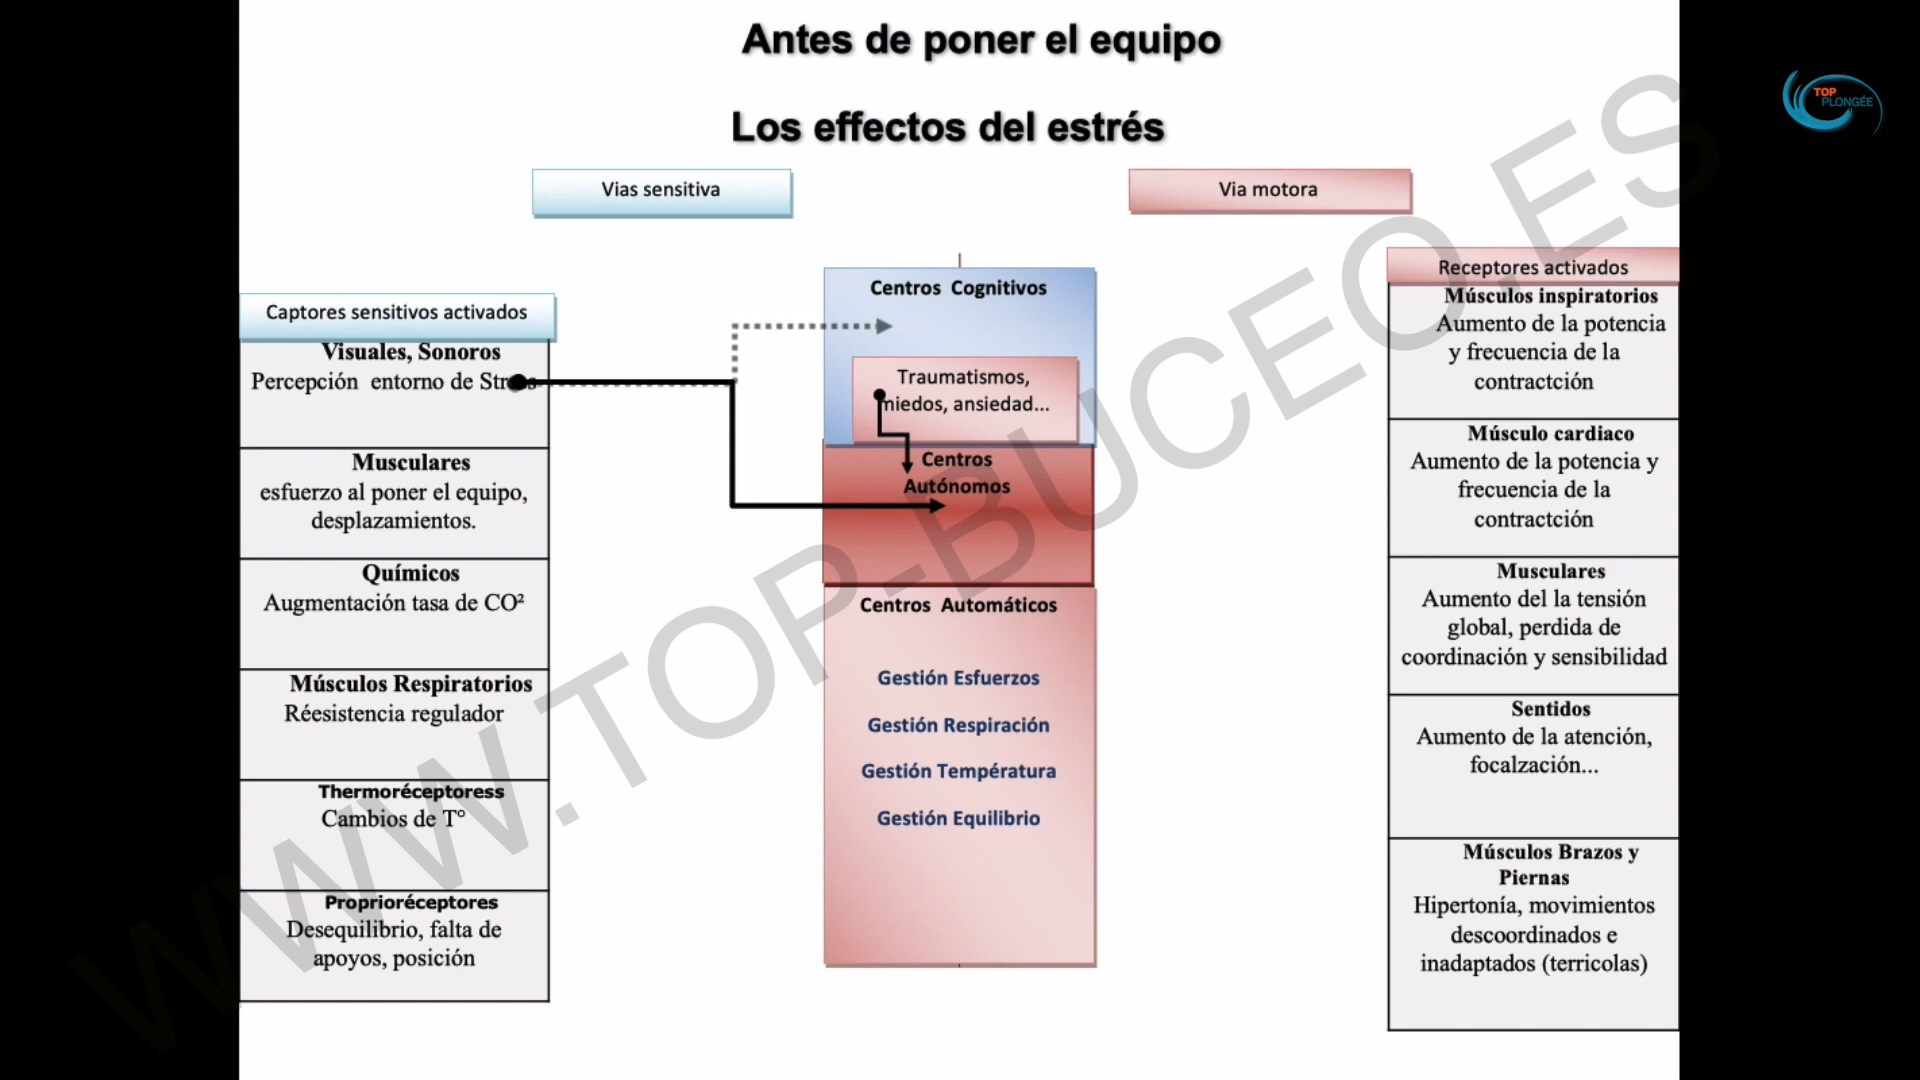 Antes de poner el equipo
Los effectos del estrés
TOP
PLONGÉE
Vias sensitiva
Via motora
Captores sensitivos activados
Visuales, Sonoros
Percepción entorno de
Musculares
esfuerzo al poner el equipo,
desplazamientos.
Químicos
Augmentación tasa de CO²
Músculos Respiratorios
Réesistencia regulador
Thermoréceptoress
Cambios de T°
Proprioréceptores
Desequilibrio, falta de
apoyos, posición
Centros Cognitivos
Traumatismos,
miedos, ansiedad...
Centros
Autónomos
Centros Automáticos
Gestión Esfuerzos
Gestión Respiración
Gestión Températura
Gestión Equilibrio
Receptores activados
Músculos inspiratorios
Aumento de la potencia
y frecuencia de la
contractción
Músculo cardiaco
Aumento de la potencia y
frecuencia de la
contractción
Musculares
Aumento del la tensión
global, perdida de
coordinación y sensibilidad
Sentidos
Aumento de la atención,
focalzación...
Músculos Brazos y
Piernas
Hipertonía, movimientos
descoordinados e
inadaptados (terricolas)
WWW.TOP-BUCEO.ES